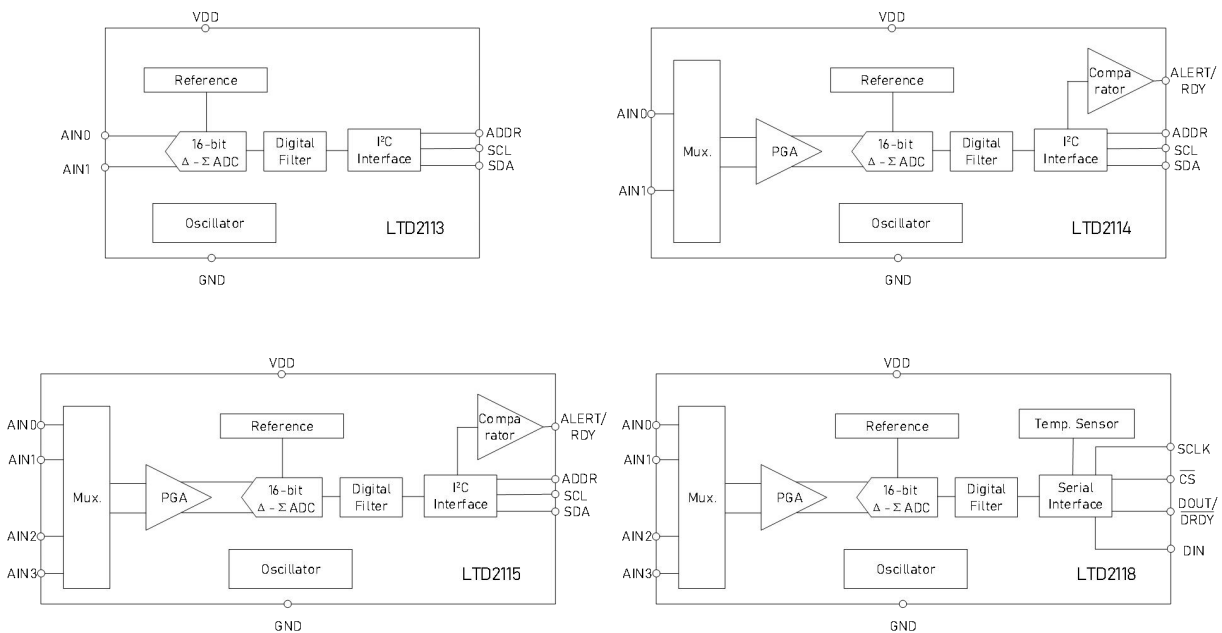 VDD
Reference
AIN0
AIN1
16-bit
Δ - Σ ADC
Digital
Filter
I²C
Interface
ADDR
SCL
SDA
Oscillator
LTD2113
GND
VDD
Compa
rator
ALERT/
RDY
Reference
AIN0
AIN1
Mux.
PGA
16-bit
Δ - Σ ADC
Digital
Filter
I²C
Interface
ADDR
SCL
SDA
Oscillator
LTD2114
GND
VDD
Compa
rator
ALERT/
RDY
Reference
AIN0
AIN1
AIN2
AIN3
Mux.
PGA
16-bit
Δ - Σ ADC
Digital
Filter
I²C
Interface
ADDR
SCL
SDA
Oscillator
LTD2115
GND
VDD
Reference
Temp. Sensor
AIN0
AIN1
AIN2
AIN3
Mux.
PGA
16-bit
Δ - Σ ADC
Digital
Filter
Serial
Interface
SCLK
C̅S̅
DOUT/
D̅R̅D̅Y̅
DIN
Oscillator
LTD2118
GND